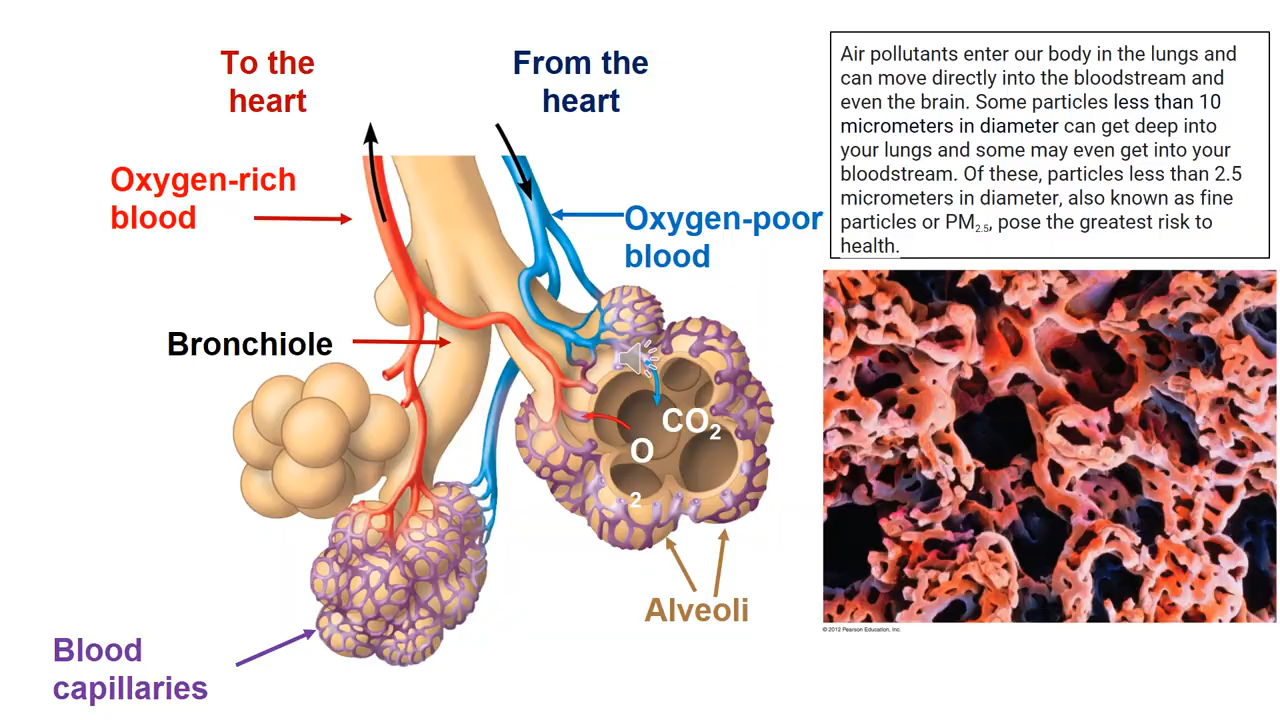 To the
heart
From the
heart
Oxygen-rich
blood
Oxygen-poor
blood
Bronchiole
CO2
O
2
Alveoli
Blood
capillaries
Air pollutants enter our body in the lungs and
can move directly into the bloodstream and
even the brain. Some particles less than 10
micrometers in diameter can get deep into
your lungs and some may even get into your
bloodstream. Of these, particles less than 2.5
micrometers in diameter, also known as fine
particles or PM2.5, pose the greatest risk to
health.
© 2012 Pearson Education, Inc.